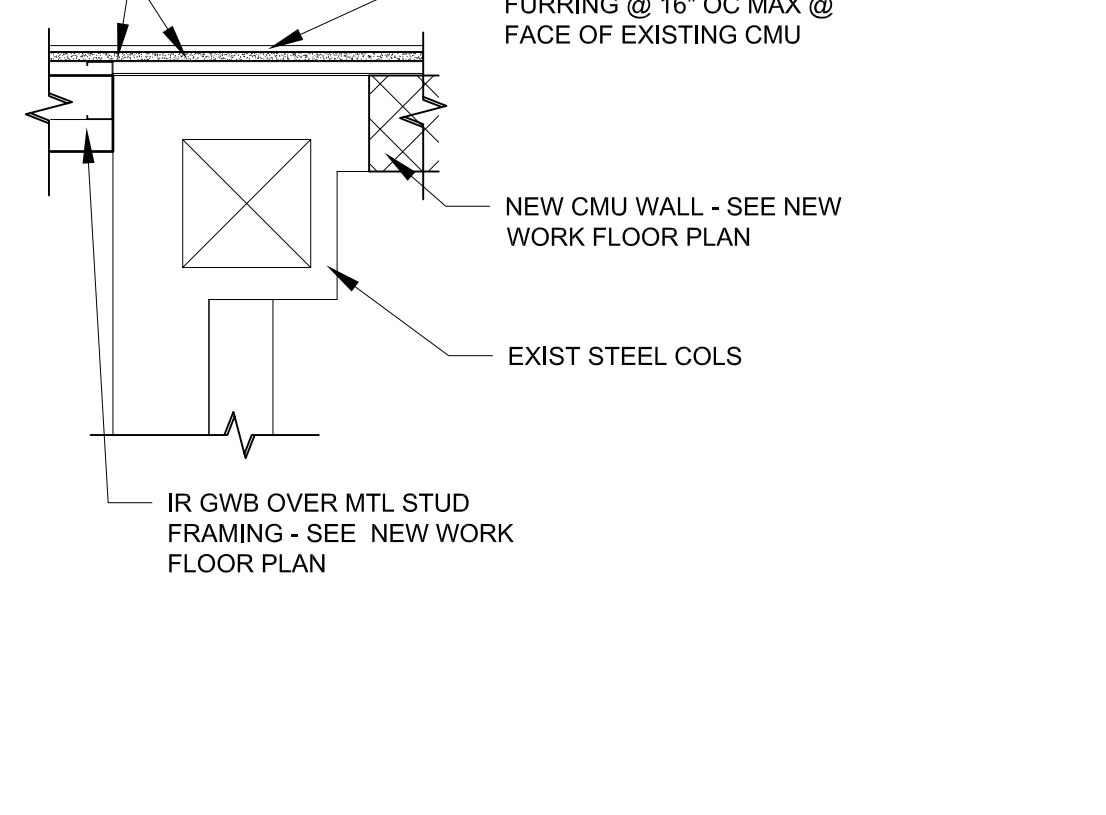 FURRING @ 16" OC MAX @
FACE OF EXISTING CMU
NEW CMU WALL - SEE NEW
WORK FLOOR PLAN
EXIST STEEL COLS
IR GWB OVER MTL STUD
FRAMING - SEE  NEW WORK
FLOOR PLAN